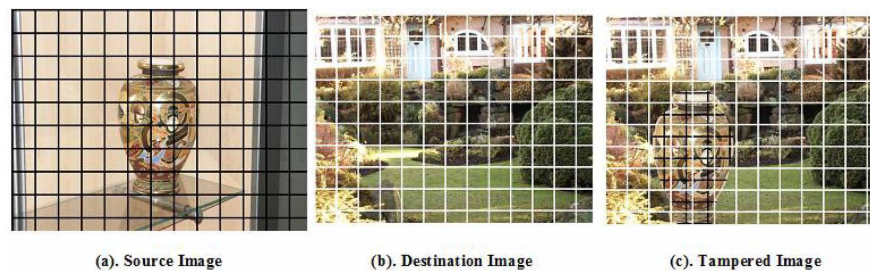 (a). Source Image
(b). Destination Image
(c). Tampered Image